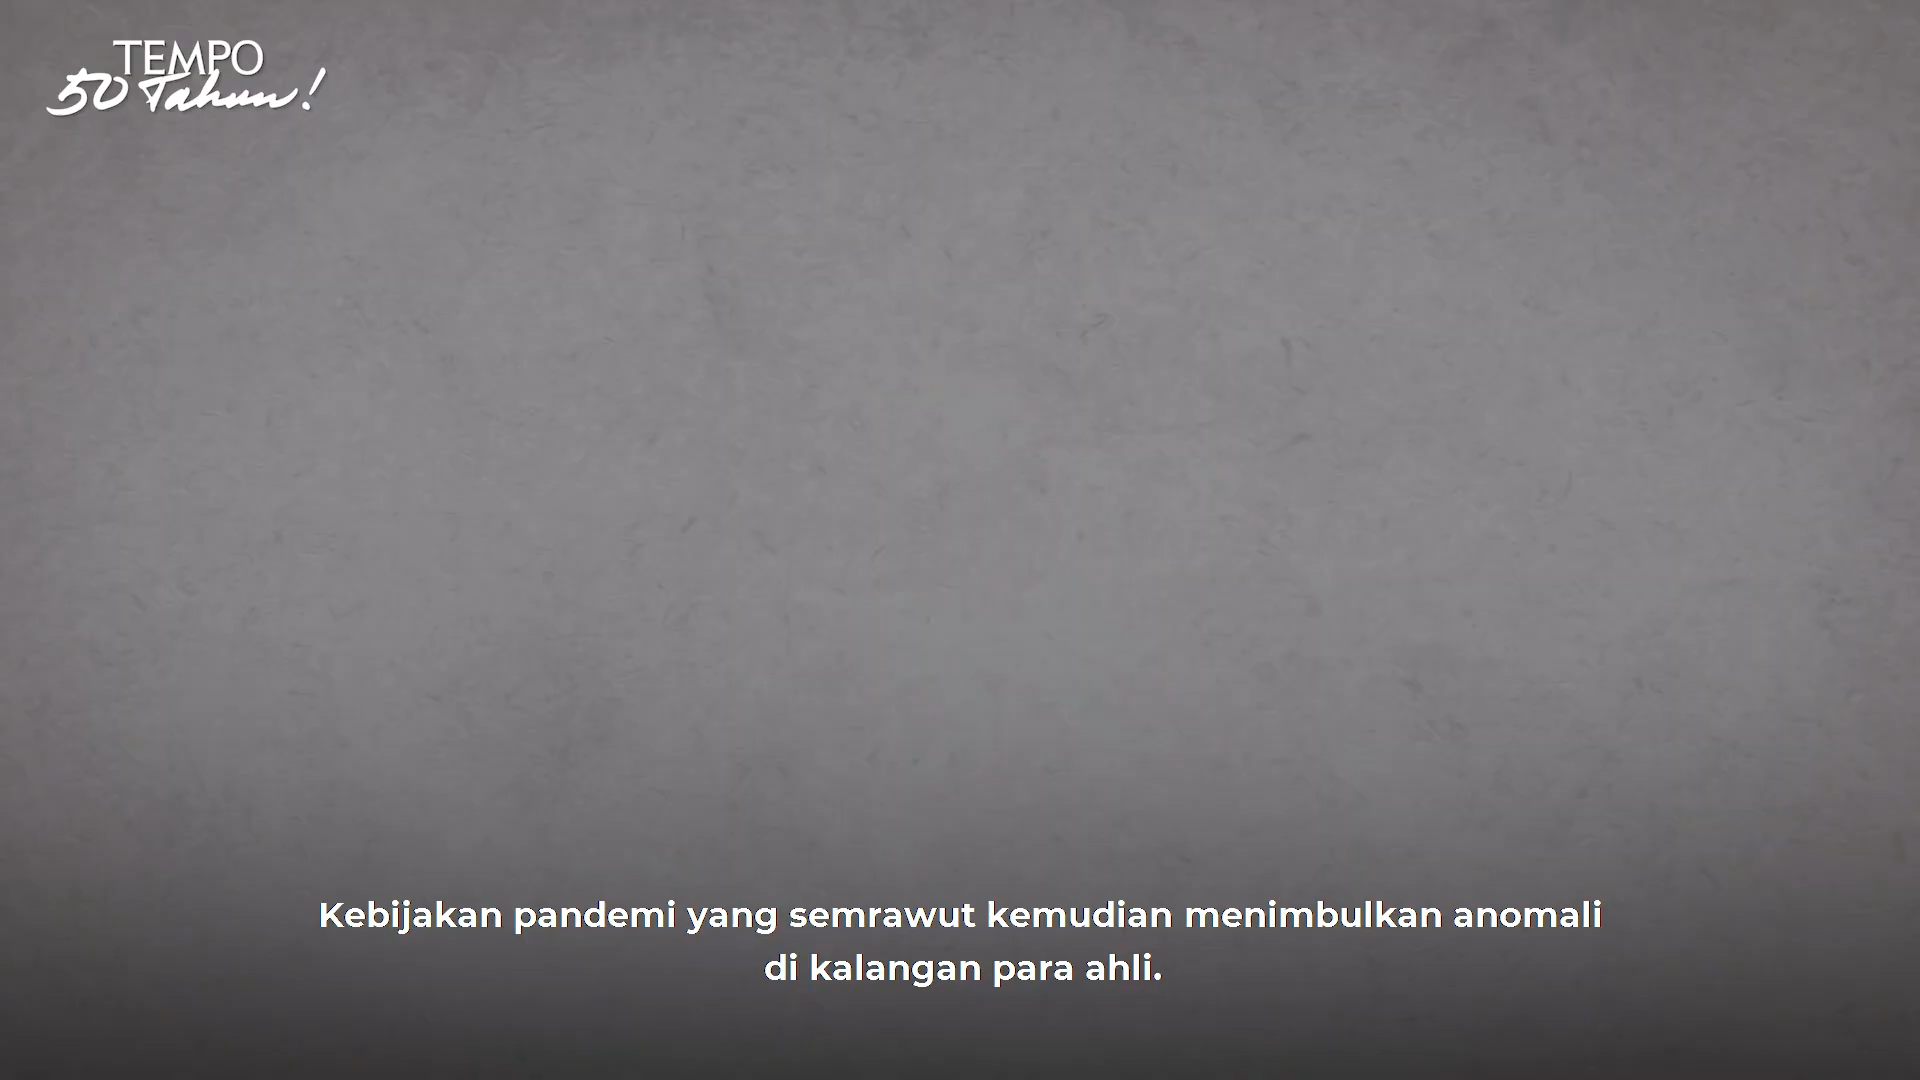 TEMPO
50 Tahun!
Kebijakan pandemi yang semrawut kemudian menimbulkan anomali
di kalangan para ahli.